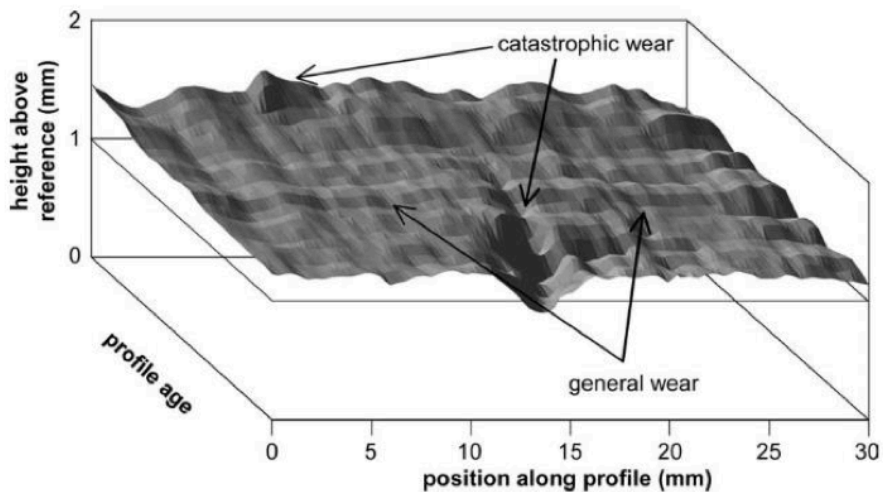 2
catastrophic wear
1
height above
reference (mm)
0
profile age
general wear
0 5 10 15 20 25 30
position along profile (mm)